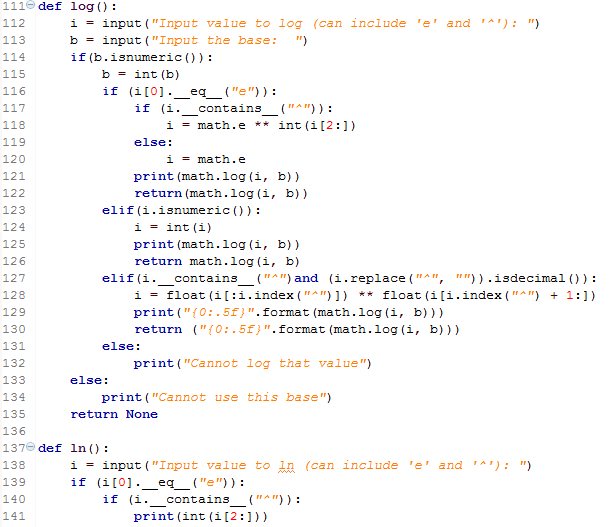 111 def log():
112     i = input("Input value to log (can include 'e' and '^'): ")
113     b = input("Input the base:  ")
114     if(b.isnumeric()):
115         b = int(b)
116         if (i[0].__eq__("e")):
117             if (i.__contains__("^")):
118                 i = math.e ** int(i[2:])
119             else:
120                 i = math.e
121             print(math.log(i, b))
122             return(math.log(i, b))
123         elif(i.isnumeric()):
124             i = int(i)
125             print(math.log(i, b))
126             return math.log(i, b)
127         elif(i.__contains__("^")and (i.replace("^", "")).isdecimal()):
128             i = float(i[:i.index("^")]) ** float(i[i.index("^") + 1:])
129             print("{0:.5f}".format(math.log(i, b)))
130             return ("{0:.5f}".format(math.log(i, b)))
131         else:
132             print("Cannot log that value")
133     else:
134         print("Cannot use this base")
135     return None
136
137 def ln():
138     i = input("Input value to ln (can include 'e' and '^'): ")
139     if (i[0].__eq__("e")):
140         if (i.__contains__("^")):
141             print(int(i[2:]))